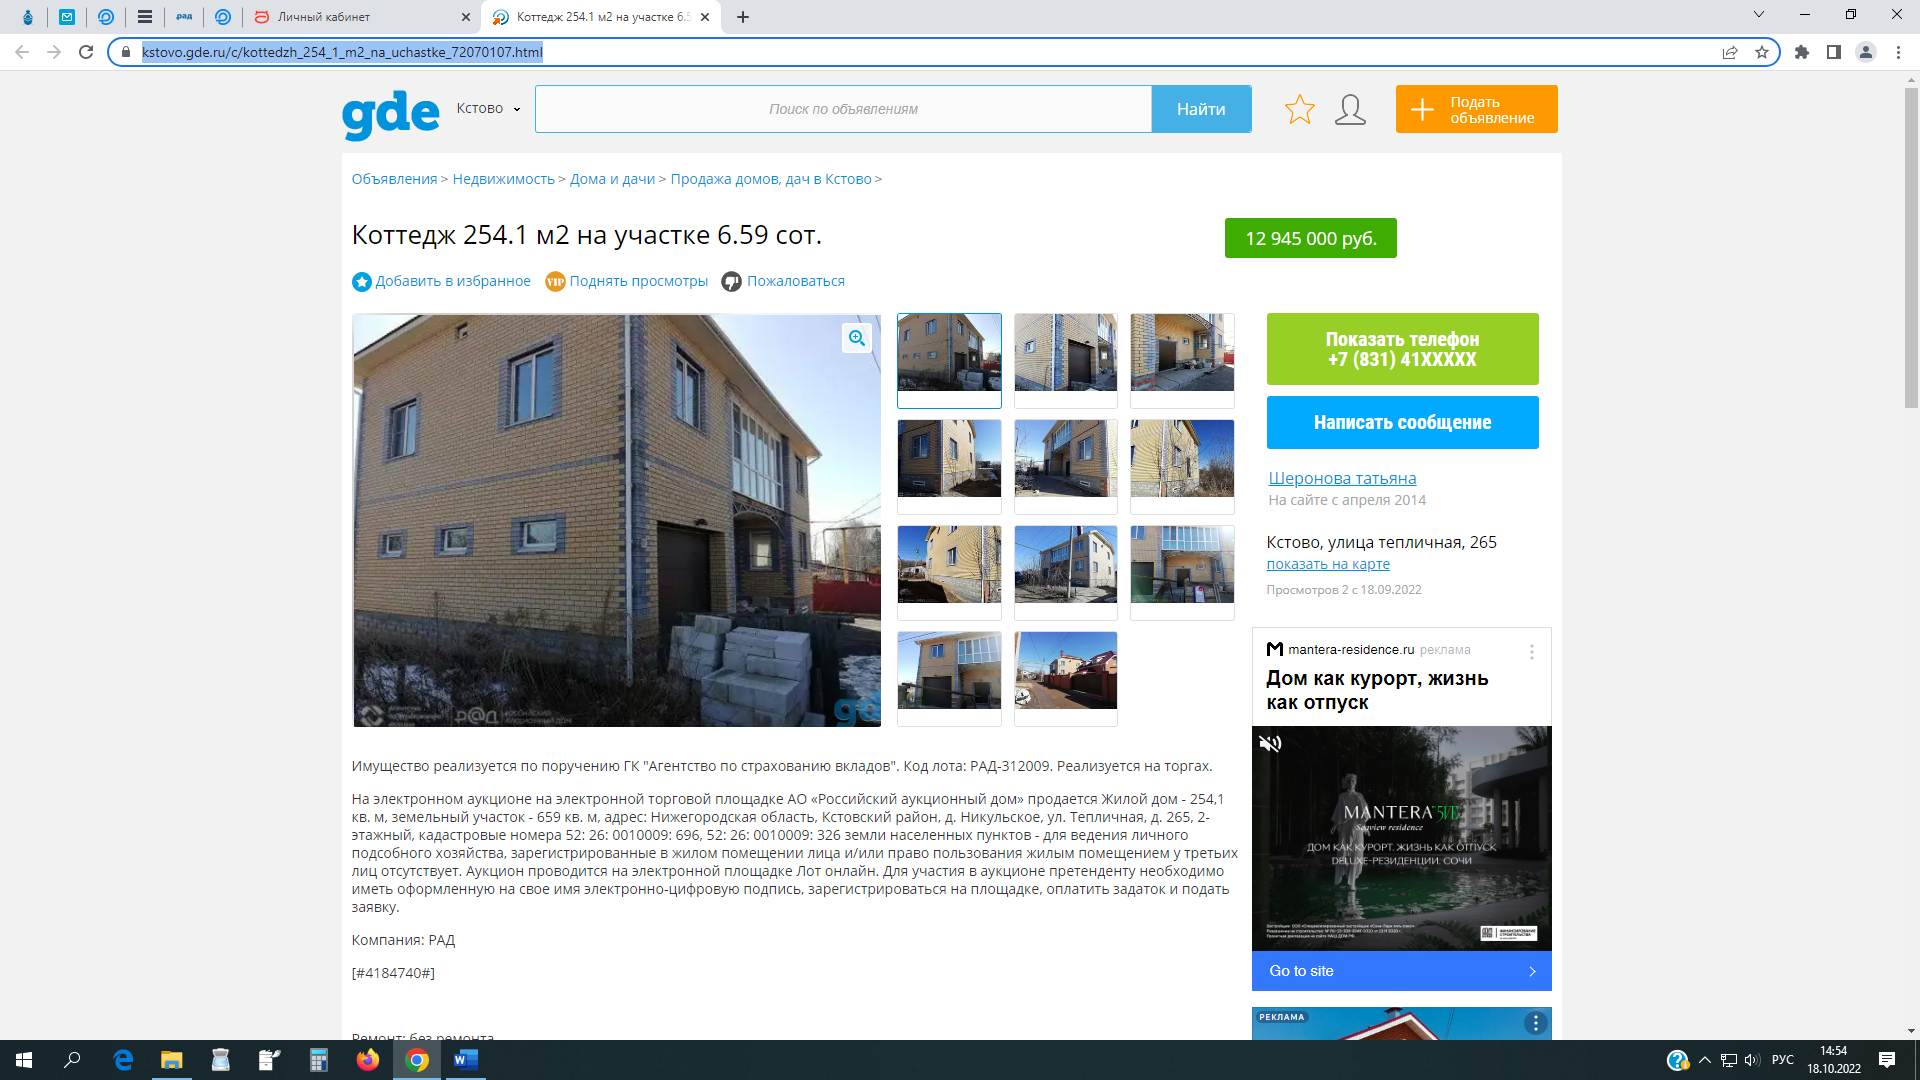 рад
Личный кабинет
Коттедж 254.1 м2 на участке 6.5
kstovo.gde.ru/c/kottedzh_254_1_m2_na_uchastke_72070107.html
gde
Кстово
Поиск по объявлениям
Найти
Подать
объявление
Объявления > Недвижимость > Дома и дачи > Продажа домов, дач в Кстово >
Коттедж 254.1 м2 на участке 6.59 сот.
12 945 000 руб.
Добавить в избранное
VIP Поднять просмотры
Пожаловаться
Показать телефон
+7 (831) 41XXXXX
Написать сообщение
Шеронова татьяна
На сайте с апреля 2014
Кстово, улица тепличная, 265
показать на карте
Просмотров 2 с 18.09.2022
mantera-residence.ru реклама
Дом как курорт, жизнь
как отпуск
MANTERA
Seaview residence
ДОМ КАК КУРОРТ. ЖИЗНЬ КАК ОТПУСК
DELUXE-РЕЗИДЕНЦИИ. СОЧИ
Go to site
РЕКЛАМА
Имущество реализуется по поручению ГК "Агентство по страхованию вкладов". Код лота: РАД-312009. Реализуется на торгах.
На электронном аукционе на электронной торговой площадке АО «Российский аукционный дом» продается Жилой дом - 254,1
кв. м, земельный участок - 659 кв. м, адрес: Нижегородская область, Кстовский район, д. Никульское, ул. Тепличная, д. 265, 2-
этажный, кадастровые номера 52: 26: 0010009: 696, 52: 26: 0010009: 326 земли населенных пунктов - для ведения личного
подсобного хозяйства, зарегистрированные в жилом помещении лица и/или право пользования жилым помещением у третьих
лиц отсутствует. Аукцион проводится на электронной площадке Лот онлайн. Для участия в аукционе претенденту необходимо
иметь оформленную на свое имя электронно-цифровую подпись, зарегистрироваться на площадке, оплатить задаток и подать
заявку.
Компания: РАД
[#4184740#]
Ремонт: без ремонта
РУС
14:54
18.10.2022